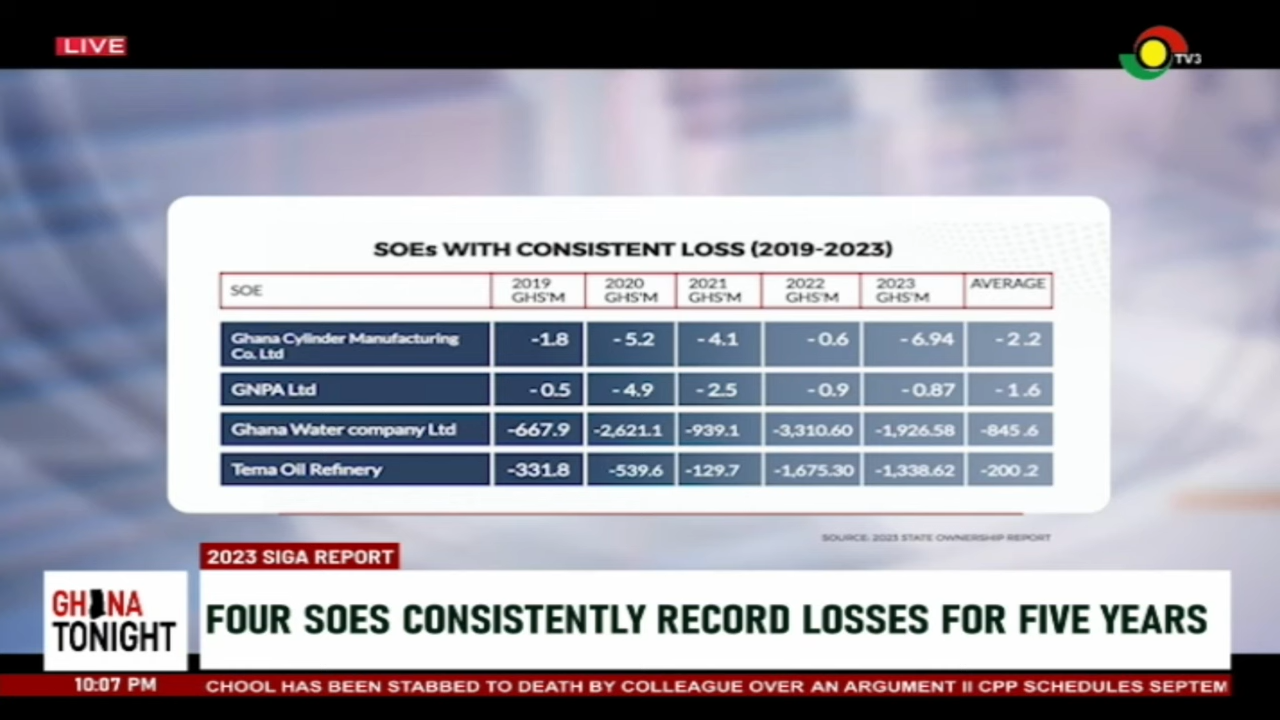 LIVE
TV3
SOEs WITH CONSISTENT LOSS (2019-2023)
SOE 2019 GHS'M 2020 GHS'M 2021 GHS'M 2022 GHS'M 2023 GHS'M AVERAGE
Ghana Cylinder Manufacturing Co. Ltd -1.8 -5.2 -4.1 -0.6 -6.94 -2.2
GNPA Ltd -0.5 -4.9 -2.5 -0.9 -0.87 -1.6
Ghana Water company Ltd -667.9 -2,621.1 -939.1 -3,310.60 -1,926.58 -845.6
Tema Oil Refinery -331.8 -539.6 -129.7 -1,675.30 -1,338.62 -200.2
SOURCE: 2023 STATE OWNERSHIP REPORT
2023 SIGA REPORT
GHANA
TONIGHT
FOUR SOES CONSISTENTLY RECORD LOSSES FOR FIVE YEARS
10:07 PM
CHOOL HAS BEEN STABBED TO DEATH BY COLLEAGUE OVER AN ARGUMENT II CPP SCHEDULES SEPTEM